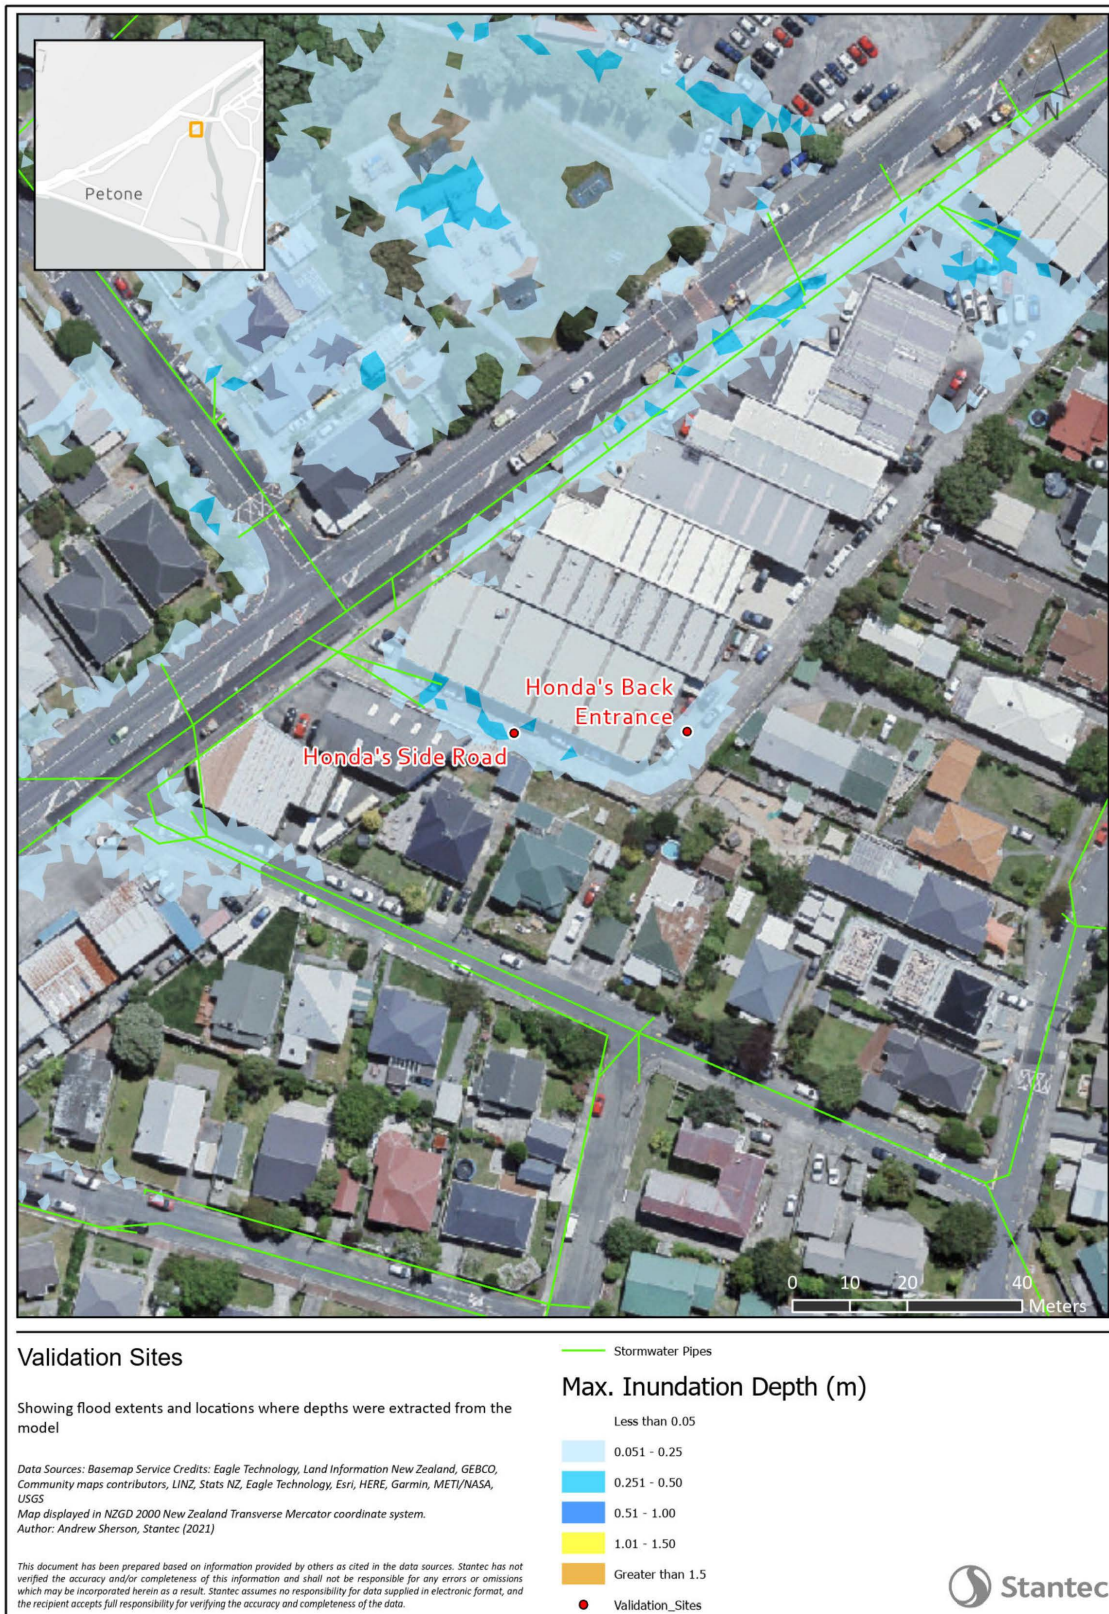 Petone
N
Honda's Back
Entrance
Honda's Side Road
0 10 20 40
Meters
Validation Sites
Showing flood extents and locations where depths were extracted from the
model
Data Sources: Basemap Service Credits: Eagle Technology, Land Information New Zealand, GEBCO,
Community maps contributors, LINZ, Stats NZ, Eagle Technology, Esri, HERE, Garmin, METI/NASA,
USGS
Map displayed in NZGD 2000 New Zealand Transverse Mercator coordinate system.
Author: Andrew Sherson, Stantec (2021)
This document has been prepared based on information provided by others as cited in the data sources. Stantec has not
verified the accuracy and/or completeness of this information and shall not be responsible for any errors or omissions
which may be incorporated herein as a result. Stantec assumes no responsibility for data supplied in electronic format, and
the recipient accepts full responsibility for verifying the accuracy and completeness of the data.
Stormwater Pipes
Max. Inundation Depth (m)
Less than 0.05
0.051 - 0.25
0.251 - 0.50
0.51 - 1.00
1.01 - 1.50
Greater than 1.5
Validation_Sites
Stantec